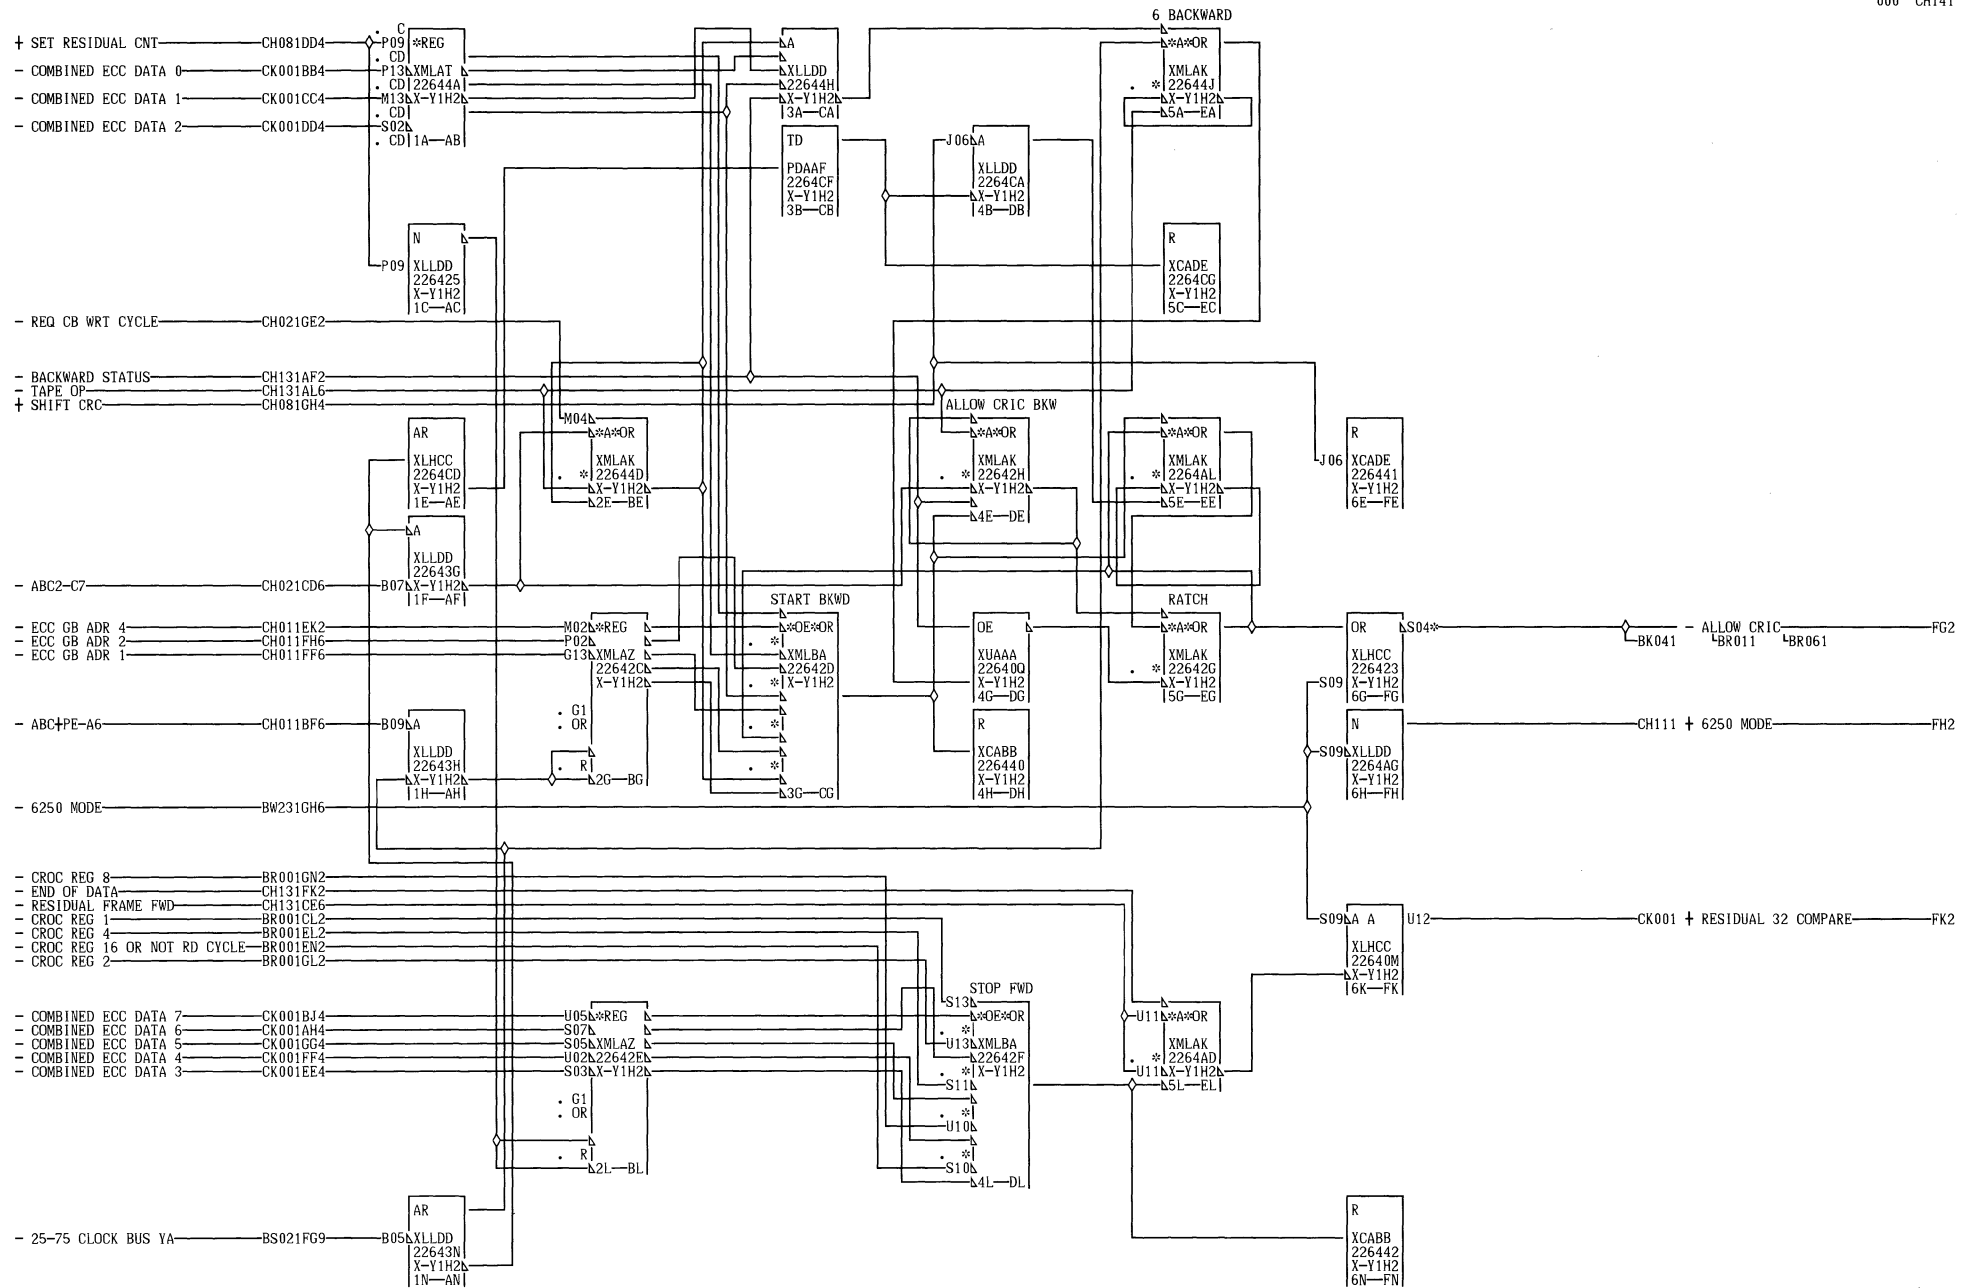 000 CH141
6 BACKWARD
+ SET RESIDUAL CNT CH081DD4 P09
- COMBINED ECC DATA 0 CK001BB4 P13
- COMBINED ECC DATA 1 CK001CC4 M13
- COMBINED ECC DATA 2 CK001DD4 S02
. C
. CD
. CD
. CD
. CD
*REG
XMLAT
22644A
X-Y1H2
1A—AB
A
XLLDD
22644H
X-Y1H2
3A—CA
*A*OR
XMLAK
. * 22644J
X-Y1H2
5A—EA
TD
PDAAF
2264CF
X-Y1H2
3B—CB
J06 A
XLLDD
2264CA
X-Y1H2
4B—DB
N
P09 XLLDD
226425
X-Y1H2
1C—AC
R
XCADE
2264CG
X-Y1H2
5C—EC
- REQ CB WRT CYCLE CH021GE2
- BACKWARD STATUS CH131AF2
- TAPE OP CH131AL6
+ SHIFT CRC CH081GH4
AR
XLHCC
2264CD
X-Y1H2
1E—AE
M04
*A*OR
XMLAK
. * 22644D
X-Y1H2
2E—BE
ALLOW CRIC BKW
*A*OR
XMLAK
. * 22642H
X-Y1H2
4E—DE
*A*OR
XMLAK
. * 2264AL
X-Y1H2
5E—EE
R
J06 XCADE
226441
X-Y1H2
6E—FE
A
XLLDD
22643G
- ABC2-C7 CH021CD6 B07 X-Y1H2
1F—AF
- ECC GB ADR 4 CH011EK2 M02 *REG
- ECC GB ADR 2 CH011FH6 P02
- ECC GB ADR 1 CH011FF6 G13 XMLAZ
22642C
X-Y1H2
. G1
. OR
. R
2G—BG
START BKWD
*OE*OR
. *
XMLBA
22642D
. * X-Y1H2
. *
. *
3G—CG
OE
XUAAA
22640Q
X-Y1H2
4G—DG
RATCH
*A*OR
XMLAK
. * 22642G
X-Y1H2
5G—EG
OR S04*
XLHCC
226423
S09 X-Y1H2
6G—FG
- ALLOW CRIC FG2
BK041 BR011 BR061
- ABC+PE-A6 CH011BF6 B09 A
XLLDD
22643H
X-Y1H2
1H—AH
R
XCABB
226440
X-Y1H2
4H—DH
N CH111 + 6250 MODE FH2
S09 XLLDD
2264AG
X-Y1H2
6H—FH
- 6250 MODE BW231GH6
- CROC REG 8 BR001GN2
- END OF DATA CH131FK2
- RESIDUAL FRAME FWD CH131CE6
- CROC REG 1 BR001CL2
- CROC REG 4 BR001EL2
- CROC REG 16 OR NOT RD CYCLE BR001EN2
- CROC REG 2 BR001GL2
S09 A A U12 CK001 + RESIDUAL 32 COMPARE FK2
XLHCC
22640M
X-Y1H2
6K—FK
- COMBINED ECC DATA 7 CK001BJ4 U05 *REG
- COMBINED ECC DATA 6 CK001AH4 S07
- COMBINED ECC DATA 5 CK001GG4 S05 XMLAZ
- COMBINED ECC DATA 4 CK001FF4 U02 22642E
- COMBINED ECC DATA 3 CK001EE4 S03 X-Y1H2
. G1
. OR
. R
2L—BL
STOP FWD
S13
*OE*OR
. *
U13 XMLBA
22642F
. * X-Y1H2
S11
. *
U10
. *
S10
4L—DL
U11 *A*OR
XMLAK
. * 2264AD
U11 X-Y1H2
5L—EL
AR
- 25-75 CLOCK BUS YA BS021FG9 B05 XLLDD
22643N
X-Y1H2
1N—AN
R
XCABB
226442
X-Y1H2
6N—FN